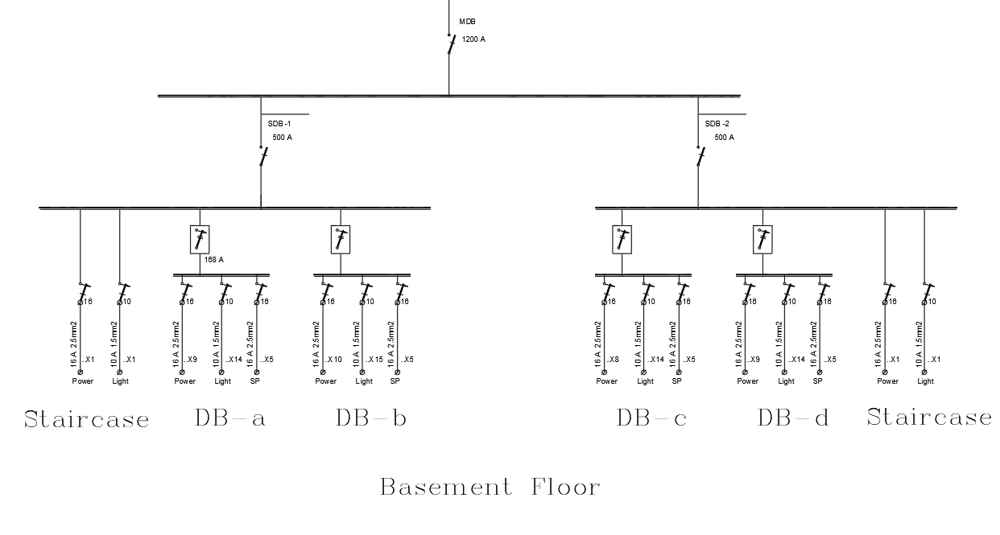 MDB
1200 A
SDB -1
500 A
SDB -2
500 A
168 A
16 10 16 10 16 16 10 16 16 10 16 16 10 16 16 10
16 A 2.5mm2
10 A 1.5mm2
16 A 2.5mm2
10 A 1.5mm2
16 A 2.5mm2
16 A 2.5mm2
10 A 1.5mm2
16 A 2.5mm2
16 A 2.5mm2
10 A 1.5mm2
16 A 2.5mm2
16 A 2.5mm2
10 A 1.5mm2
16 A 2.5mm2
16 A 2.5mm2
10 A 1.5mm2
..X1 ..X1 ..X9 ..X14 ..X5 ..X10 ..X15 ..X5 ..X8 ..X14 ..X5 ..X9 ..X14 ..X5 ..X1 ..X1
Power Light Power Light SP Power Light SP Power Light SP Power Light SP Power Light
Staircase DB-a DB-b DB-c DB-d Staircase
Basement Floor